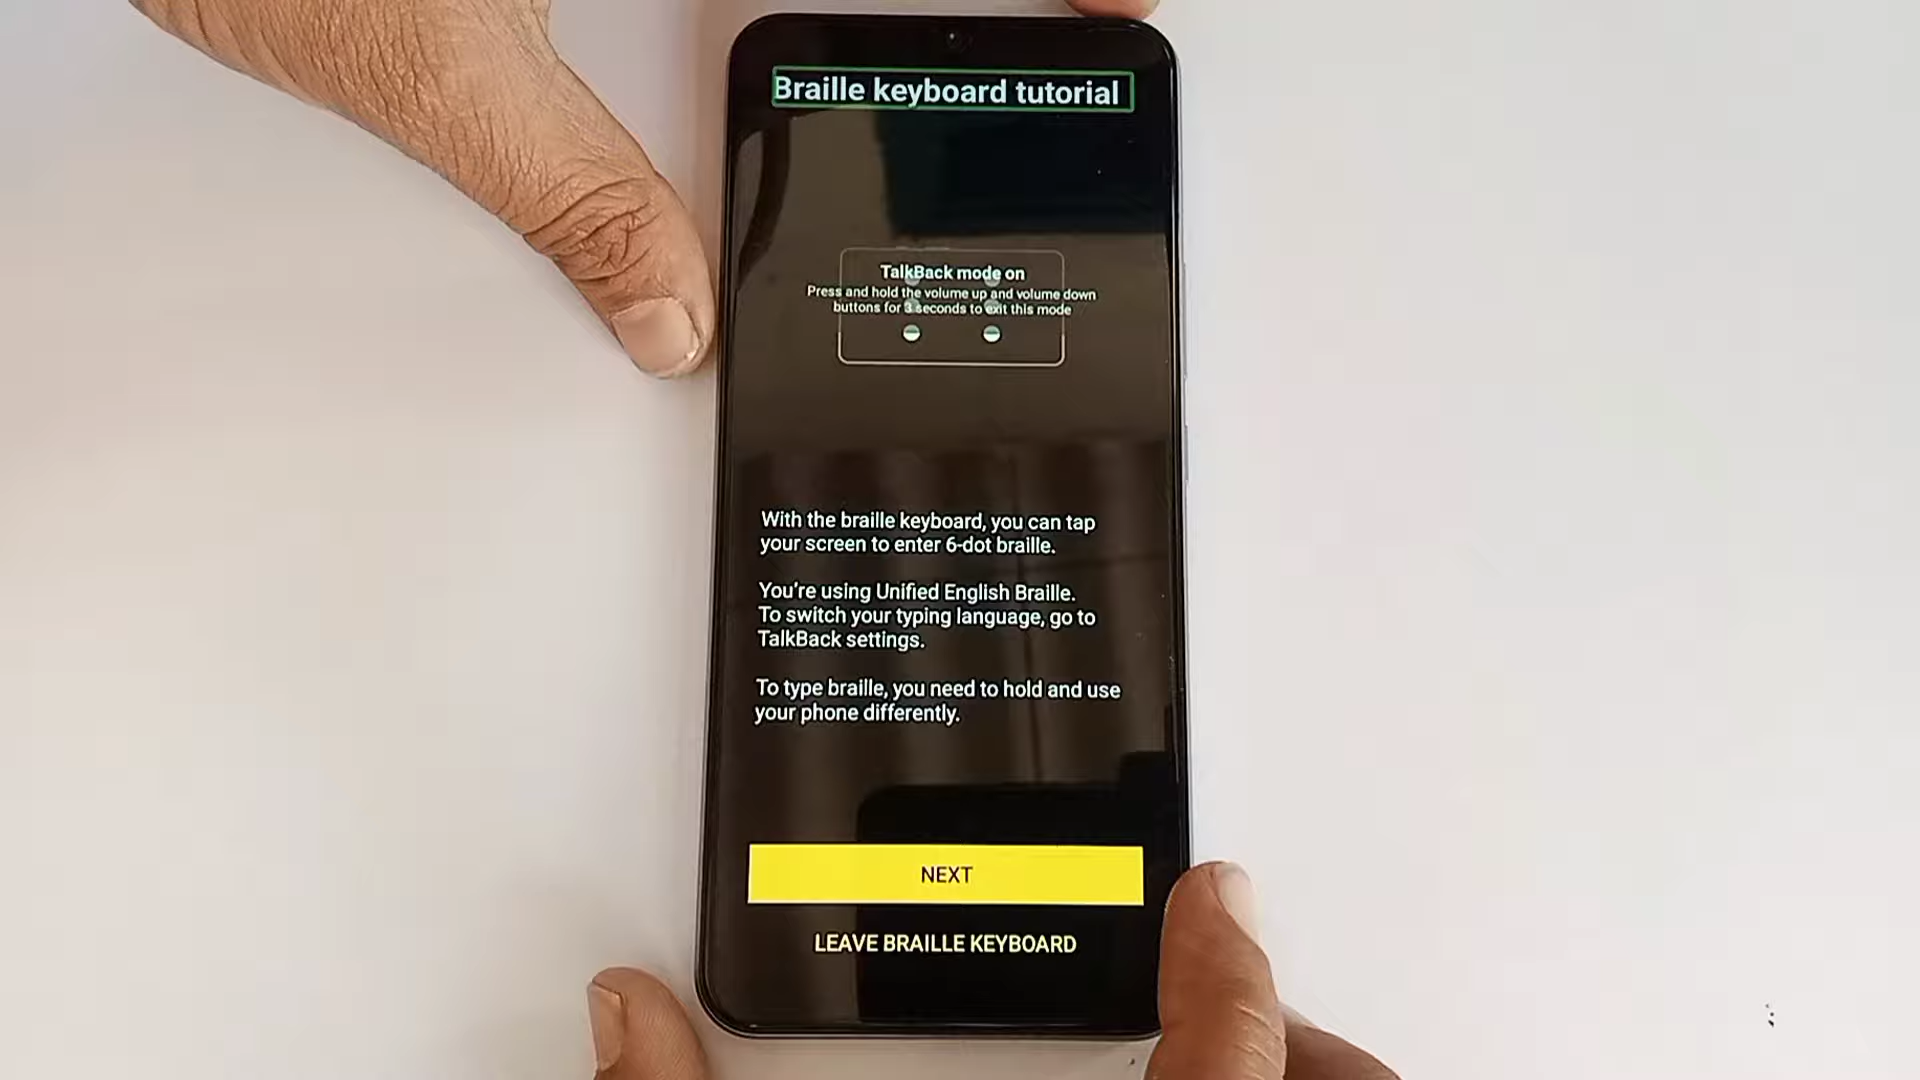 Braille keyboard tutorial
TalkBack mode on
Press and hold the volume up and volume down
buttons for 3 seconds to exit this mode
With the braille keyboard, you can tap
your screen to enter 6-dot braille.
You're using Unified English Braille.
To switch your typing language, go to
TalkBack settings.
To type braille, you need to hold and use
your phone differently.
NEXT
LEAVE BRAILLE KEYBOARD